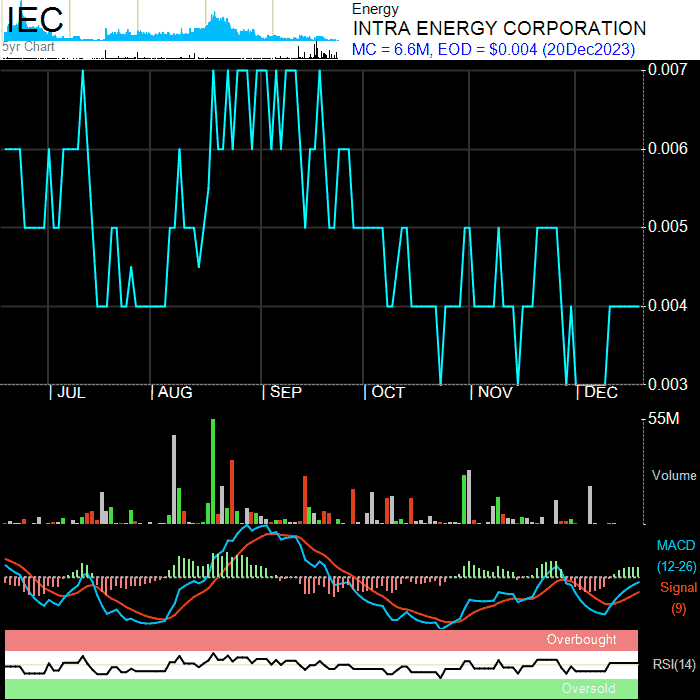 IEC
5yr Chart
Energy
INTRA ENERGY CORPORATION
MC = 6.6M, EOD = $0.004 (20Dec2023)
0.007
0.006
0.005
0.004
0.003
| JUL | AUG | SEP | OCT | NOV | DEC
55M
Volume
MACD
(12-26)
Signal
(9)
Overbought
RSI(14)
Oversold